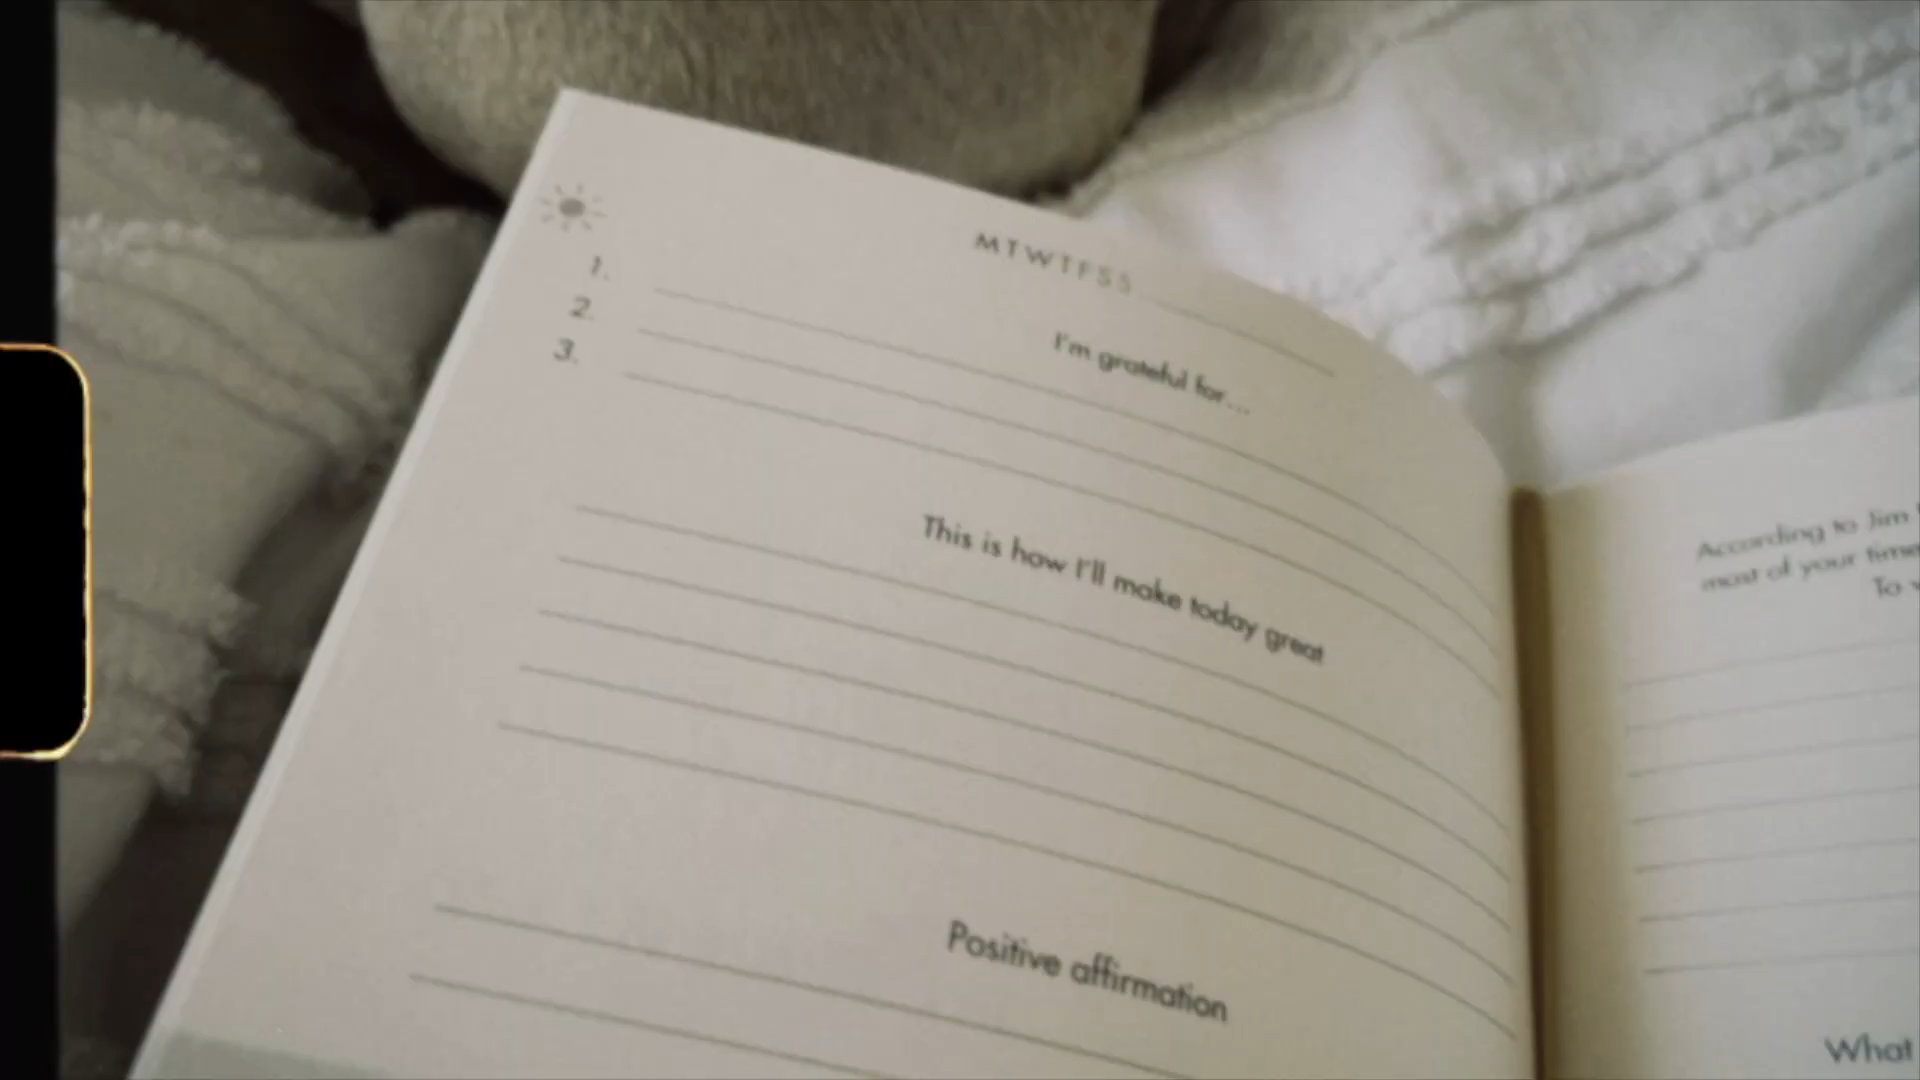 M T W T F S S
I'm grateful for...
1.
2.
3.
This is how I'll make today great
Positive affirmation
According to Jim
most of your time
To
What